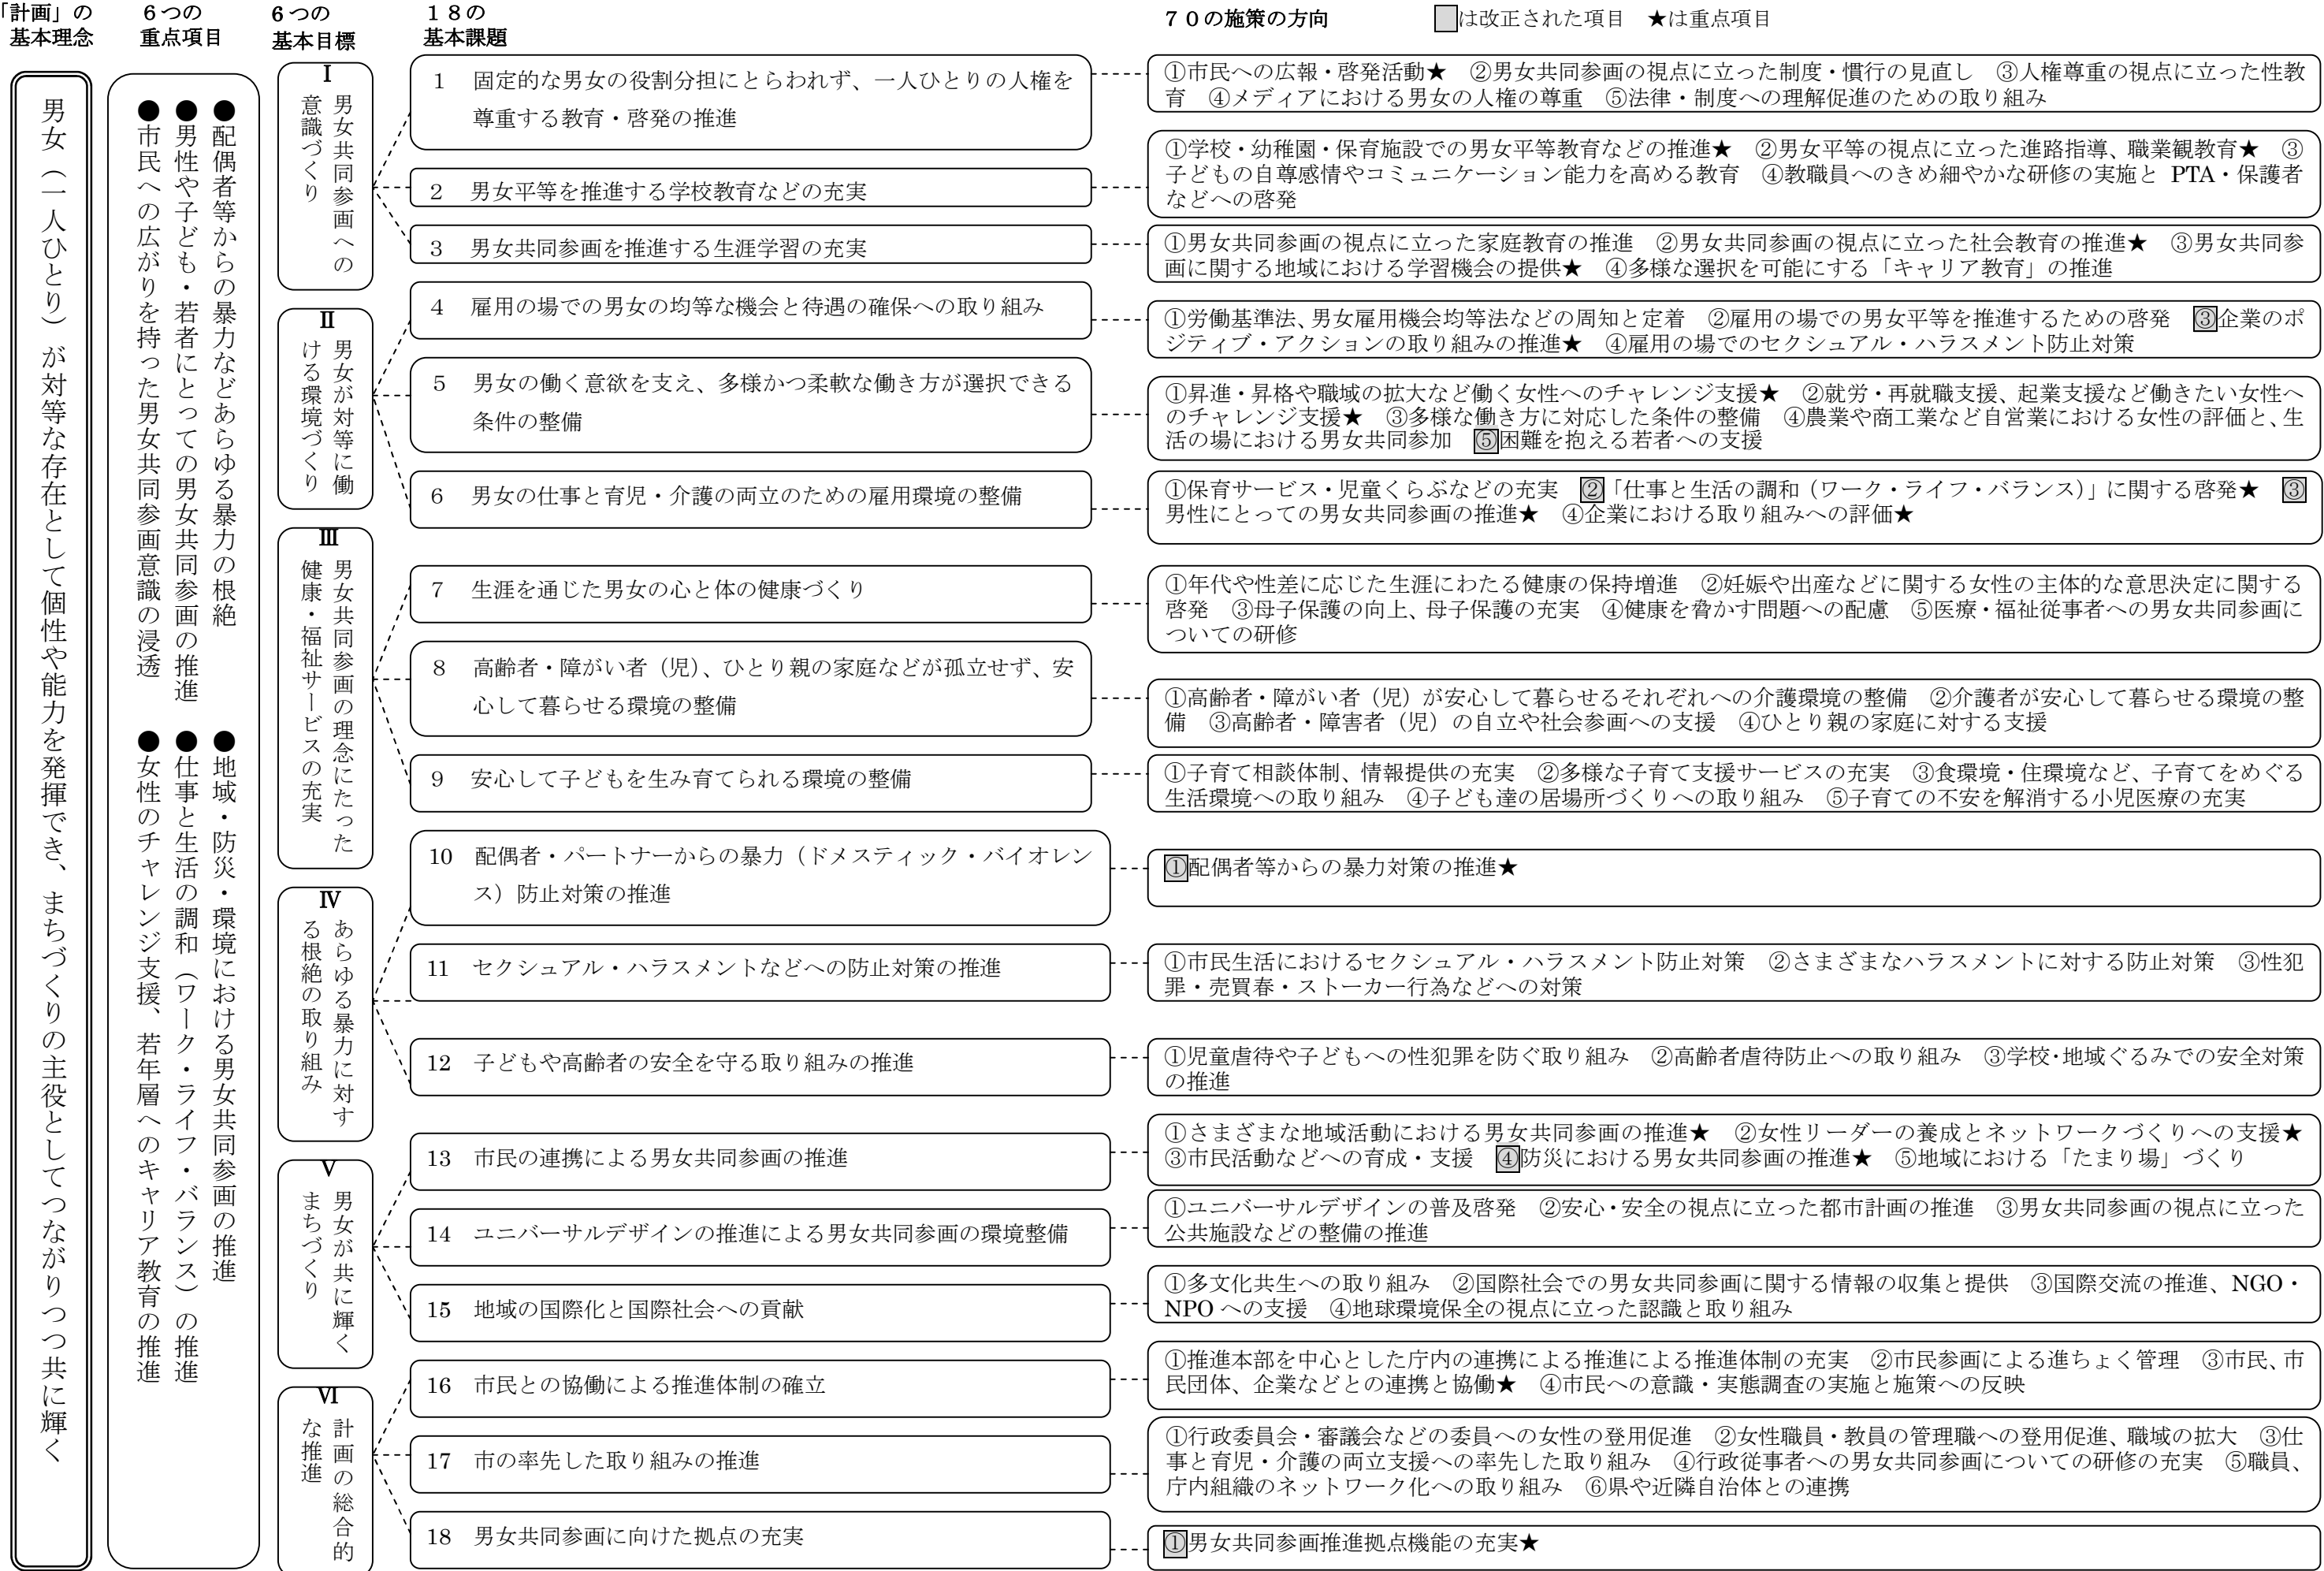 「計画」の
基本理念
６つの
重点項目
６つの
基本目標
１８の
基本課題
７０の施策の方向
は改正された項目　★は重点項目
男女（一人ひとり）が対等な存在として個性や能力を発揮でき、まちづくりの主役としてつながりつつ共に輝く
●配偶者等からの暴力などあらゆる暴力の根絶
●地域・防災・環境における男女共同参画の推進
●男性や子ども・若者にとっての男女共同参画の推進
●仕事と生活の調和（ワーク・ライフ・バランス）の推進
●市民への広がりを持った男女共同参画意識の浸透
●女性のチャレンジ支援、若年層へのキャリア教育の推進
Ⅰ
男女共同参画への
意識づくり
1　固定的な男女の役割分担にとらわれず、一人ひとりの人権を
尊重する教育・啓発の推進
①市民への広報・啓発活動★　②男女共同参画の視点に立った制度・慣行の見直し　③人権尊重の視点に立った性教
育　④メディアにおける男女の人権の尊重　⑤法律・制度への理解促進のための取り組み
2　男女平等を推進する学校教育などの充実
①学校・幼稚園・保育施設での男女平等教育などの推進★　②男女平等の視点に立った進路指導、職業観教育★　③
子どもの自尊感情やコミュニケーション能力を高める教育　④教職員へのきめ細やかな研修の実施と PTA・保護者
などへの啓発
3　男女共同参画を推進する生涯学習の充実
①男女共同参画の視点に立った家庭教育の推進　②男女共同参画の視点に立った社会教育の推進★　③男女共同参
画に関する地域における学習機会の提供★　④多様な選択を可能にする「キャリア教育」の推進
Ⅱ
男女が対等に働
ける環境づくり
4　雇用の場での男女の均等な機会と待遇の確保への取り組み
①労働基準法、男女雇用機会均等法などの周知と定着　②雇用の場での男女平等を推進するための啓発　③企業のポ
ジティブ・アクションの取り組みの推進★　④雇用の場でのセクシュアル・ハラスメント防止対策
5　男女の働く意欲を支え、多様かつ柔軟な働き方が選択できる
条件の整備
①昇進・昇格や職域の拡大など働く女性へのチャレンジ支援★　②就労・再就職支援、起業支援など働きたい女性へ
のチャレンジ支援★　③多様な働き方に対応した条件の整備　④農業や商工業など自営業における女性の評価と、生
活の場における男女共同参加　⑤困難を抱える若者への支援
6　男女の仕事と育児・介護の両立のための雇用環境の整備
①保育サービス・児童くらぶなどの充実　②「仕事と生活の調和（ワーク・ライフ・バランス）」に関する啓発★　③
男性にとっての男女共同参画の推進★　④企業における取り組みへの評価★
Ⅲ
男女共同参画の理念にたった
健康・福祉サービスの充実
7　生涯を通じた男女の心と体の健康づくり
①年代や性差に応じた生涯にわたる健康の保持増進　②妊娠や出産などに関する女性の主体的な意思決定に関する
啓発　③母子保護の向上、母子保護の充実　④健康を脅かす問題への配慮　⑤医療・福祉従事者への男女共同参画に
ついての研修
8　高齢者・障がい者（児）、ひとり親の家庭などが孤立せず、安
心して暮らせる環境の整備
①高齢者・障がい者（児）が安心して暮らせるそれぞれへの介護環境の整備　②介護者が安心して暮らせる環境の整
備　③高齢者・障害者（児）の自立や社会参画への支援　④ひとり親の家庭に対する支援
9　安心して子どもを生み育てられる環境の整備
①子育て相談体制、情報提供の充実　②多様な子育て支援サービスの充実　③食環境・住環境など、子育てをめぐる
生活環境への取り組み　④子ども達の居場所づくりへの取り組み　⑤子育ての不安を解消する小児医療の充実
Ⅳ
あらゆる暴力に対す
る根絶の取り組み
10　配偶者・パートナーからの暴力（ドメスティック・バイオレン
ス）防止対策の推進
①配偶者等からの暴力対策の推進★
11　セクシュアル・ハラスメントなどへの防止対策の推進
①市民生活におけるセクシュアル・ハラスメント防止対策　②さまざまなハラスメントに対する防止対策　③性犯
罪・売買春・ストーカー行為などへの対策
12　子どもや高齢者の安全を守る取り組みの推進
①児童虐待や子どもへの性犯罪を防ぐ取り組み　②高齢者虐待防止への取り組み　③学校・地域ぐるみでの安全対策
の推進
Ⅴ
男女が共に輝く
まちづくり
13　市民の連携による男女共同参画の推進
①さまざまな地域活動における男女共同参画の推進★　②女性リーダーの養成とネットワークづくりへの支援★
③市民活動などへの育成・支援　④防災における男女共同参画の推進★　⑤地域における「たまり場」づくり
14　ユニバーサルデザインの推進による男女共同参画の環境整備
①ユニバーサルデザインの普及啓発　②安心・安全の視点に立った都市計画の推進　③男女共同参画の視点に立った
公共施設などの整備の推進
15　地域の国際化と国際社会への貢献
①多文化共生への取り組み　②国際社会での男女共同参画に関する情報の収集と提供　③国際交流の推進、NGO・
NPO への支援　④地球環境保全の視点に立った認識と取り組み
Ⅵ
計画の総合的
な推進
16　市民との協働による推進体制の確立
①推進本部を中心とした庁内の連携による推進による推進体制の充実　②市民参画による進ちょく管理　③市民、市
民団体、企業などとの連携と協働★　④市民への意識・実態調査の実施と施策への反映
17　市の率先した取り組みの推進
①行政委員会・審議会などの委員への女性の登用促進　②女性職員・教員の管理職への登用促進、職域の拡大　③仕
事と育児・介護の両立支援への率先した取り組み　④行政従事者への男女共同参画についての研修の充実　⑤職員、
庁内組織のネットワーク化への取り組み　⑥県や近隣自治体との連携
18　男女共同参画に向けた拠点の充実
①男女共同参画推進拠点機能の充実★